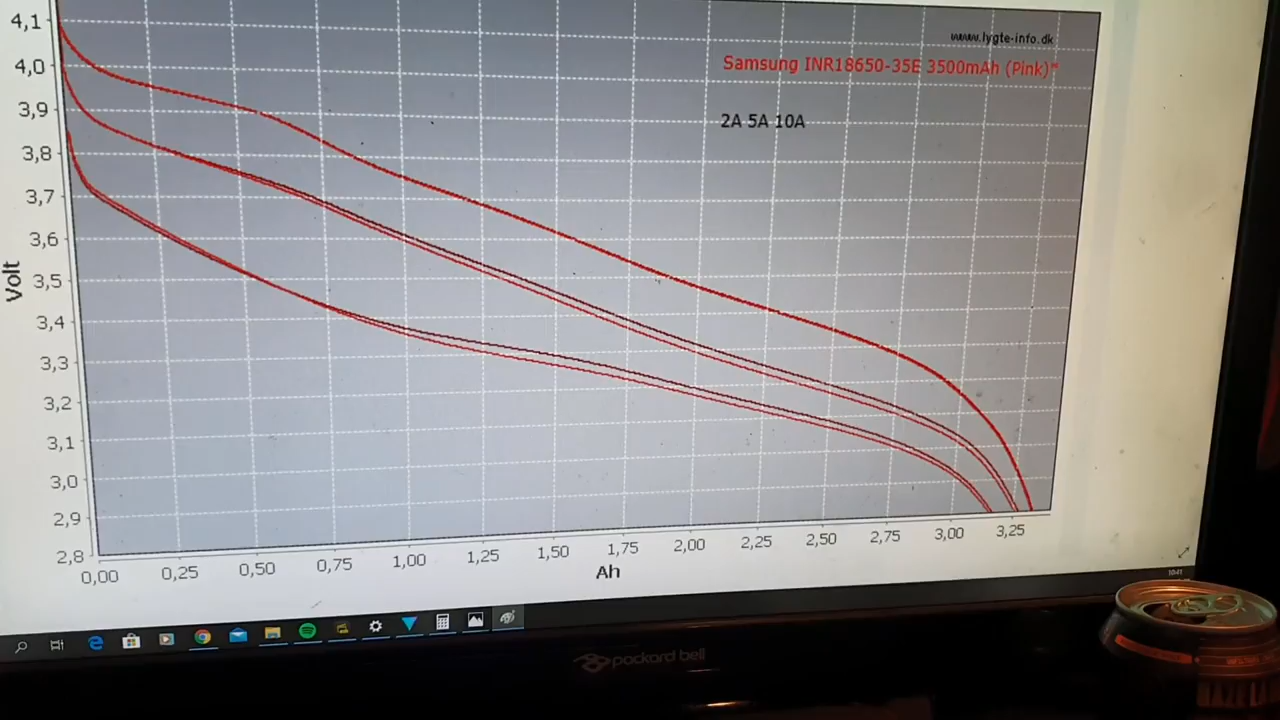 4,1
www.lygte-info.dk
Samsung INR18650-35E 3500mAh (Pink)*
4,0
3,9
2A 5A 10A
3,8
3,7
3,6
Volt
3,5
3,4
3,3
3,2
3,1
3,0
2,9
2,8
0,00 0,25 0,50 0,75 1,00 1,25 1,50 1,75 2,00 2,25 2,50 2,75 3,00 3,25
Ah
10:41
packard bell